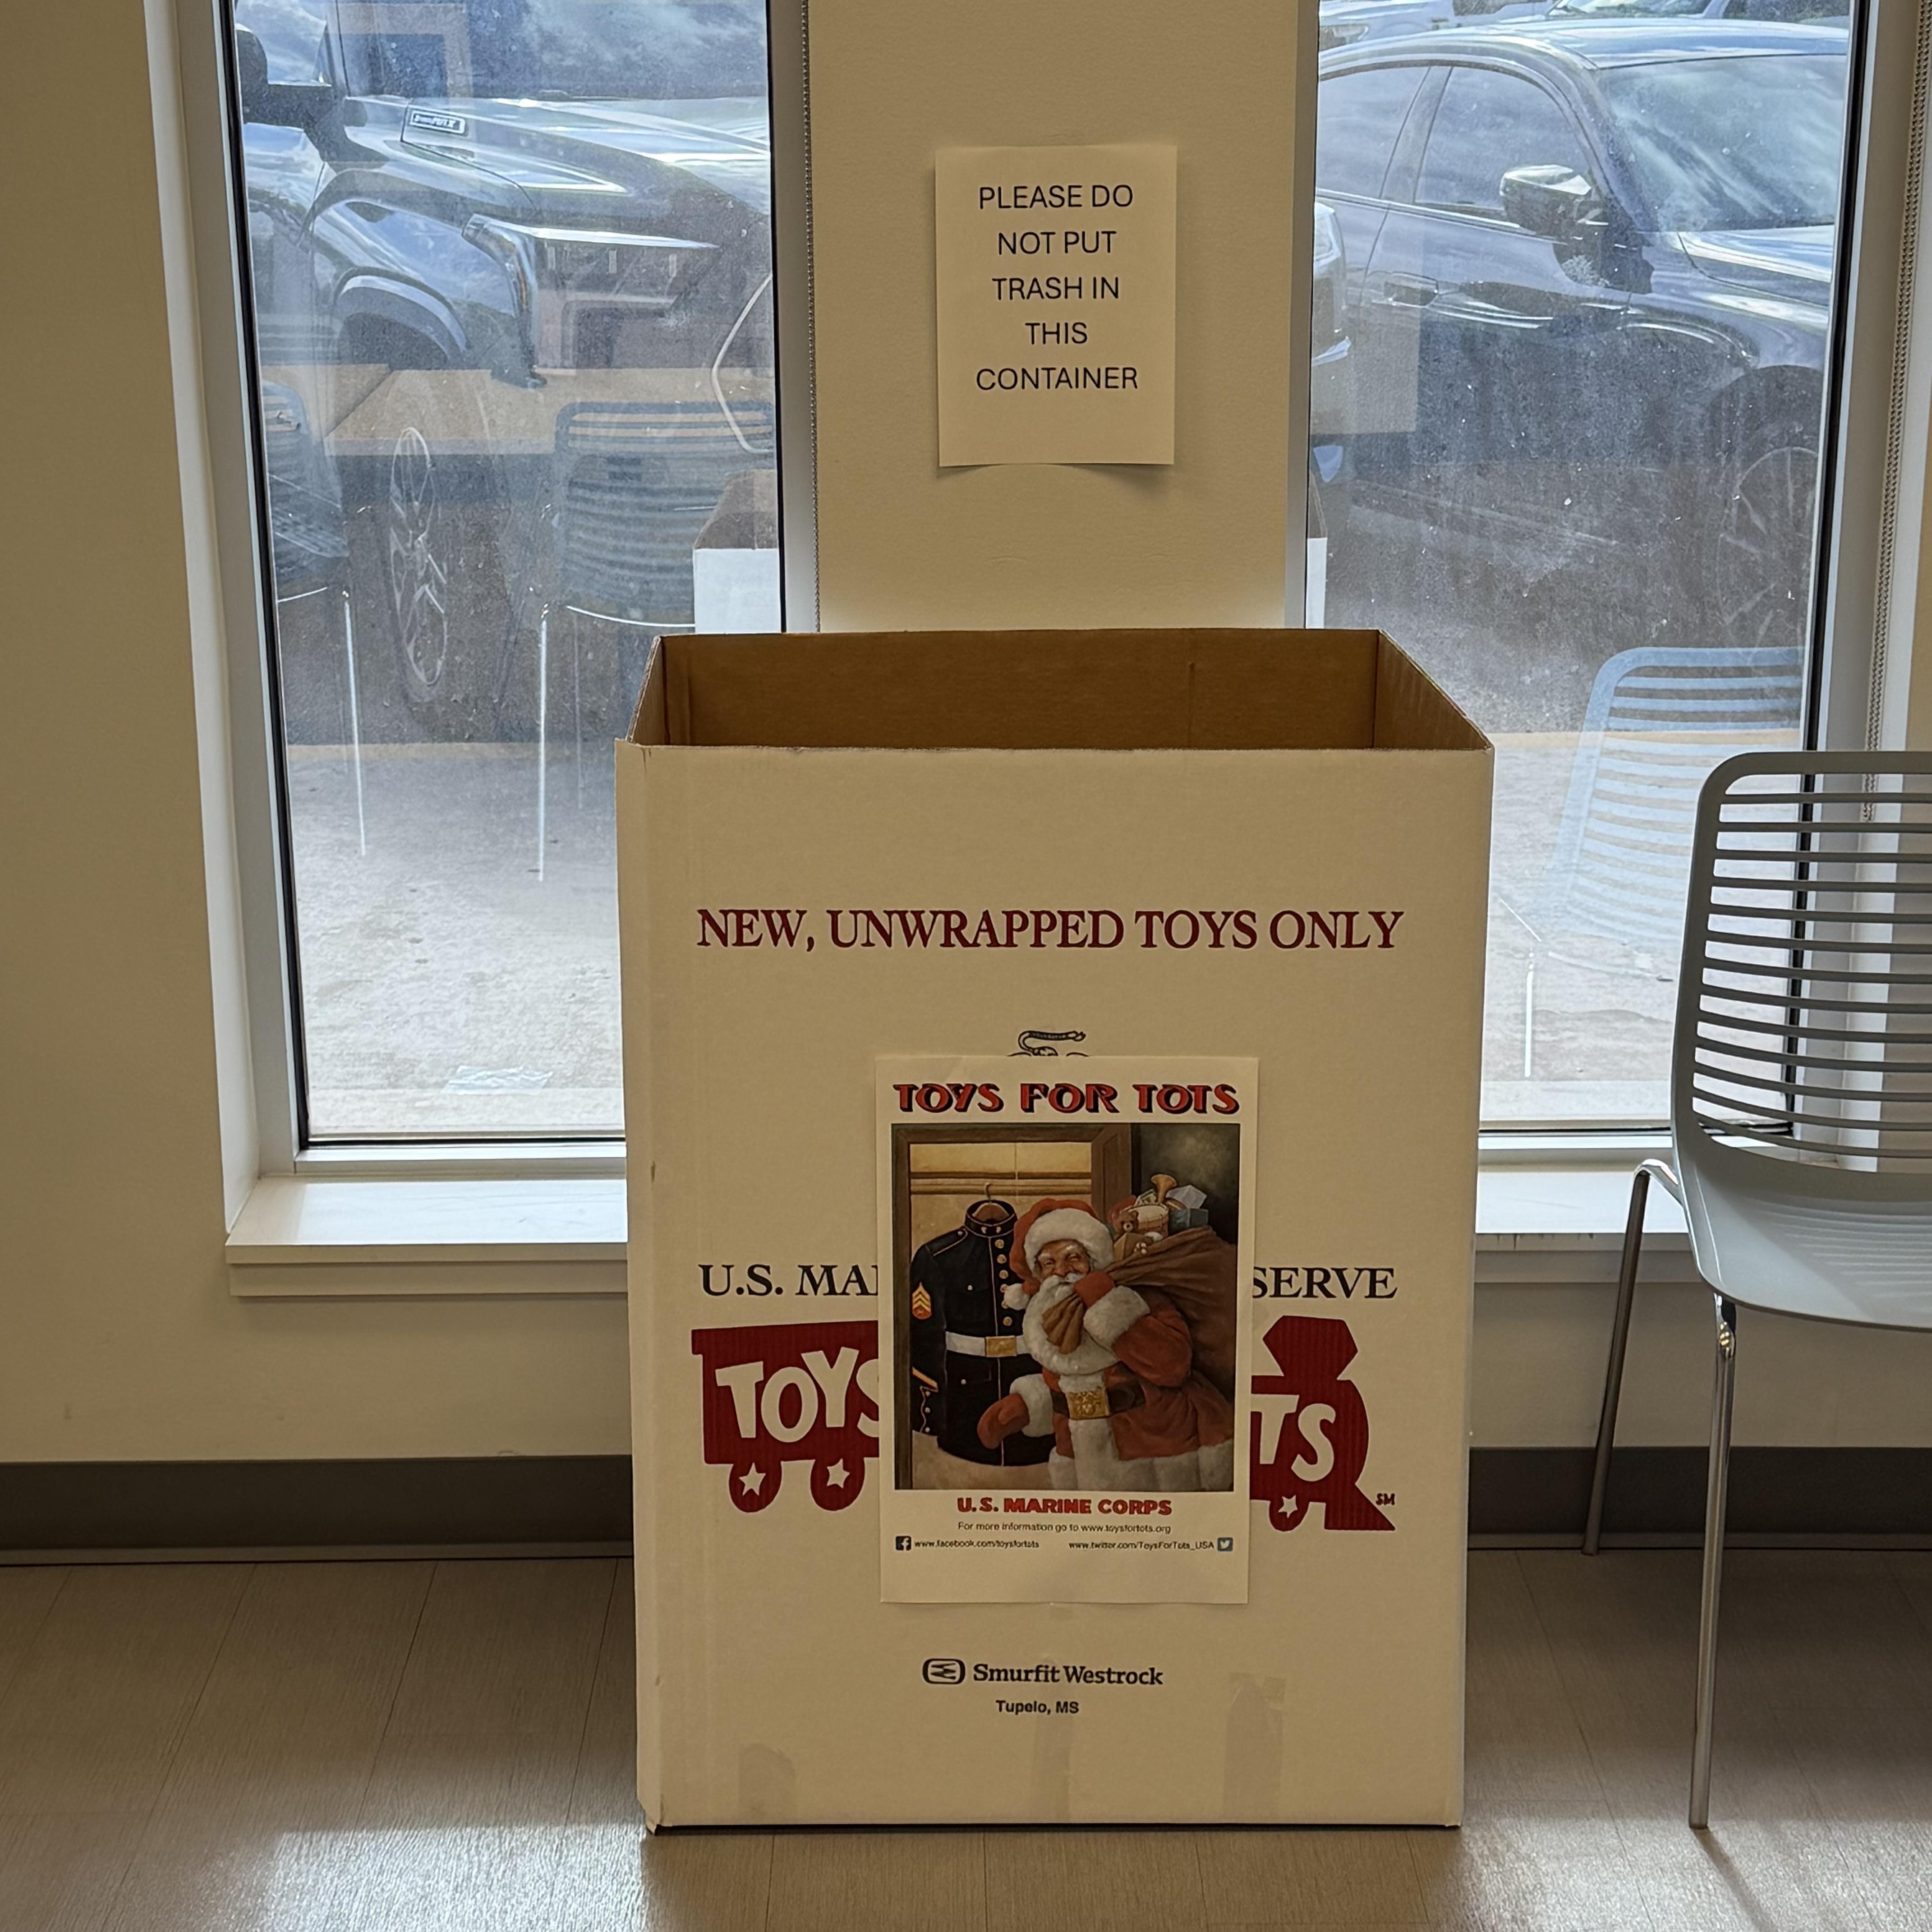 PLEASE DO
NOT PUT
TRASH IN
THIS
CONTAINER
NEW, UNWRAPPED TOYS ONLY
TOYS FOR TOTS
U.S. MA
SERVE
TOYS
TS
SM
U.S. MARINE CORPS
For more information go to www.toysfortots.org
www.facebook.com/toysfortots
www.twitter.com/ToysForTots_USA
Smurfit Westrock
Tupelo, MS